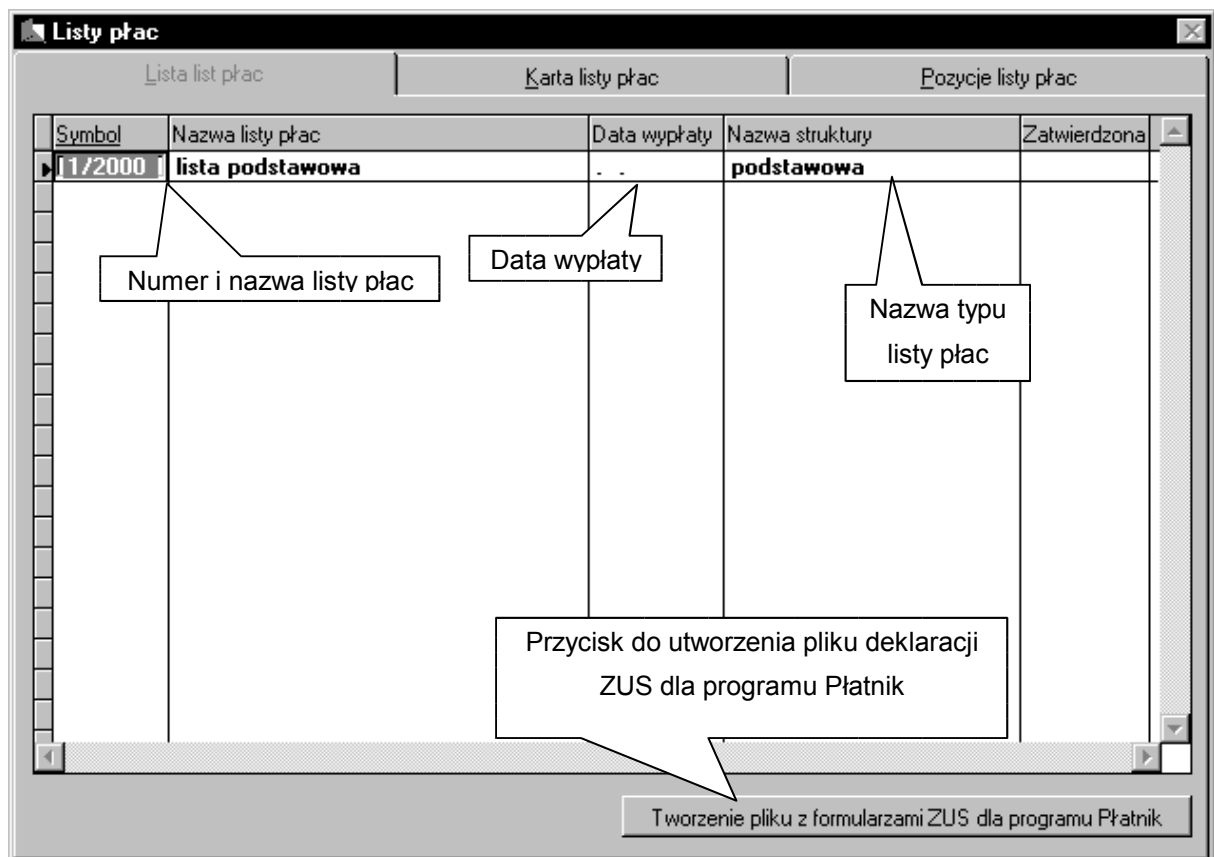 Listy płac
Lista list płac Karta listy płac Pozycje listy płac
Symbol Nazwa listy płac Data wypłaty Nazwa struktury Zatwierdzona
[1/2000 ] lista podstawowa . . podstawowa
Numer i nazwa listy płac
Data wypłaty
Nazwa typu
listy płac
Przycisk do utworzenia pliku deklaracji
ZUS dla programu Płatnik
Tworzenie pliku z formularzami ZUS dla programu Płatnik